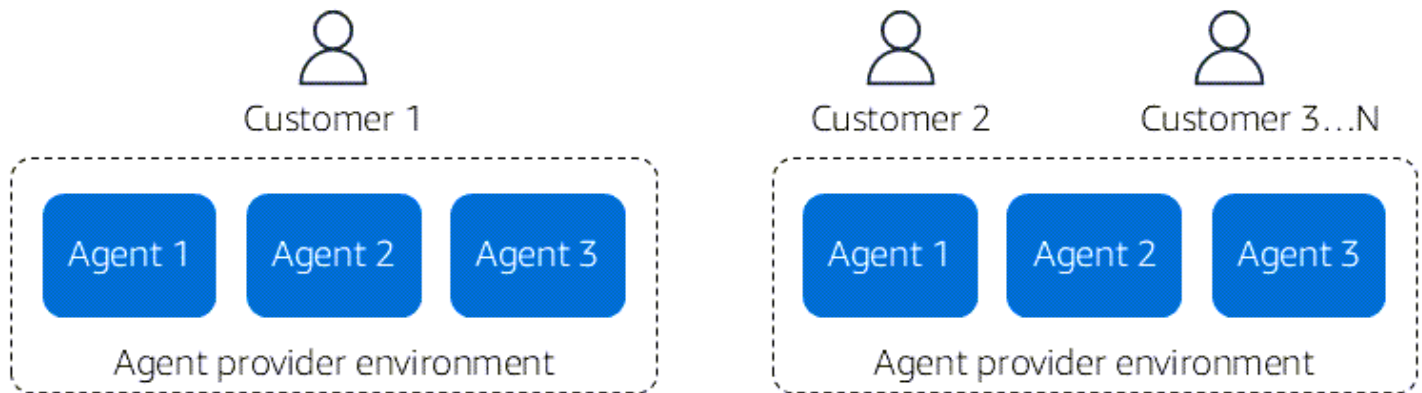 Customer 1
Customer 2
Customer 3...N
Agent 1
Agent 2
Agent 3
Agent provider environment
Agent 1
Agent 2
Agent 3
Agent provider environment